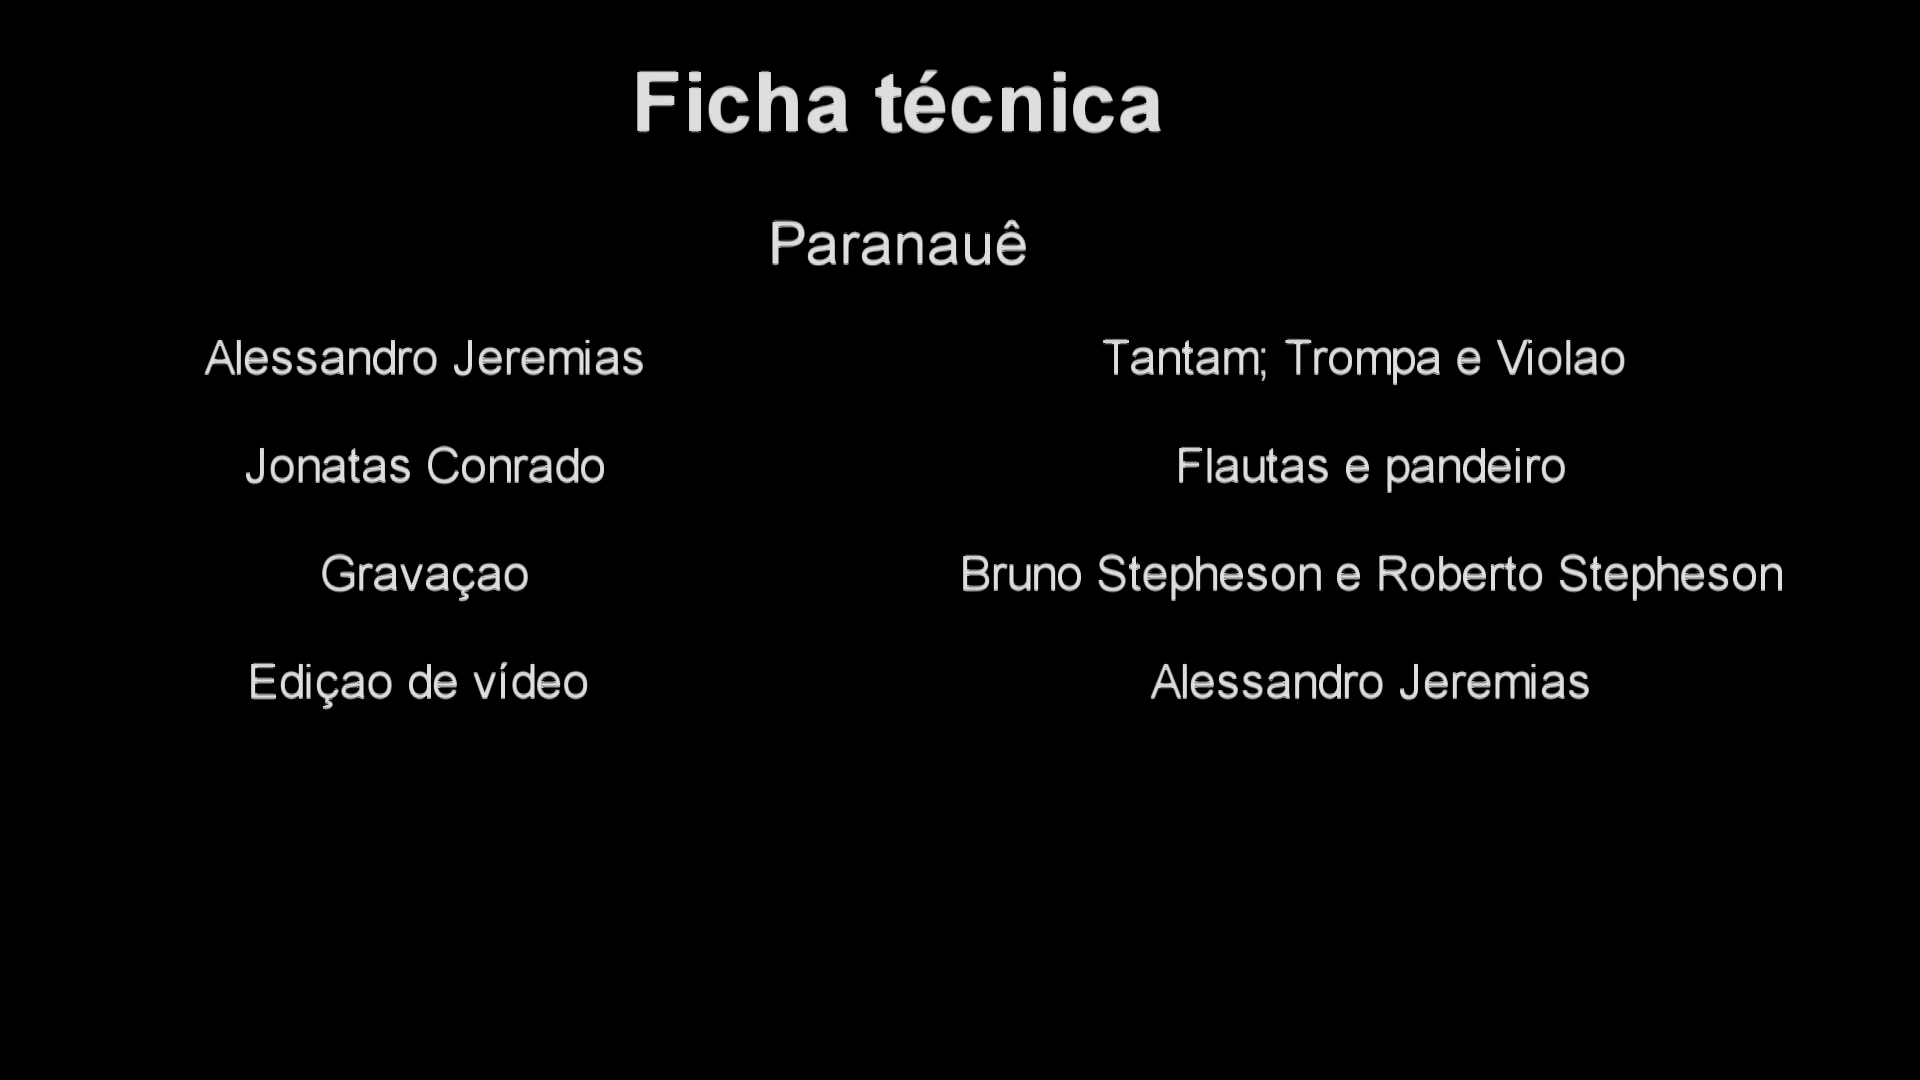 Ficha técnica
Paranauê
Alessandro Jeremias Tantam; Trompa e Violao
Jonatas Conrado Flautas e pandeiro
Gravaçao Bruno Stepheson e Roberto Stepheson
Ediçao de vídeo Alessandro Jeremias